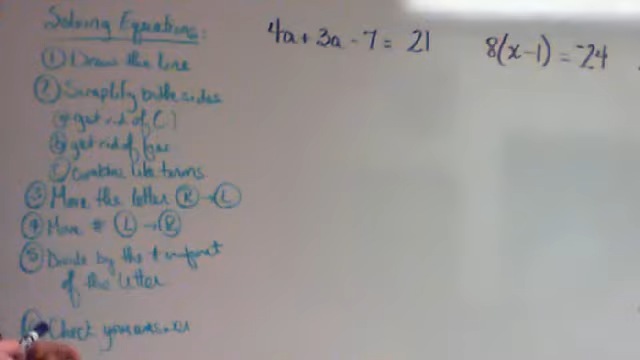 Solving Equations:
① Draw the line
② Simplify both sides
ⓐ get rid of ( )
ⓑ get rid of
ⓒ Combine like terms
③ Move the letter Ⓡ → Ⓛ
④ Move # Ⓛ → Ⓡ
⑤ Divide by the # in front
of the letter
Check your answer
4a + 3a - 7 = 21
8(x - 1) = -24